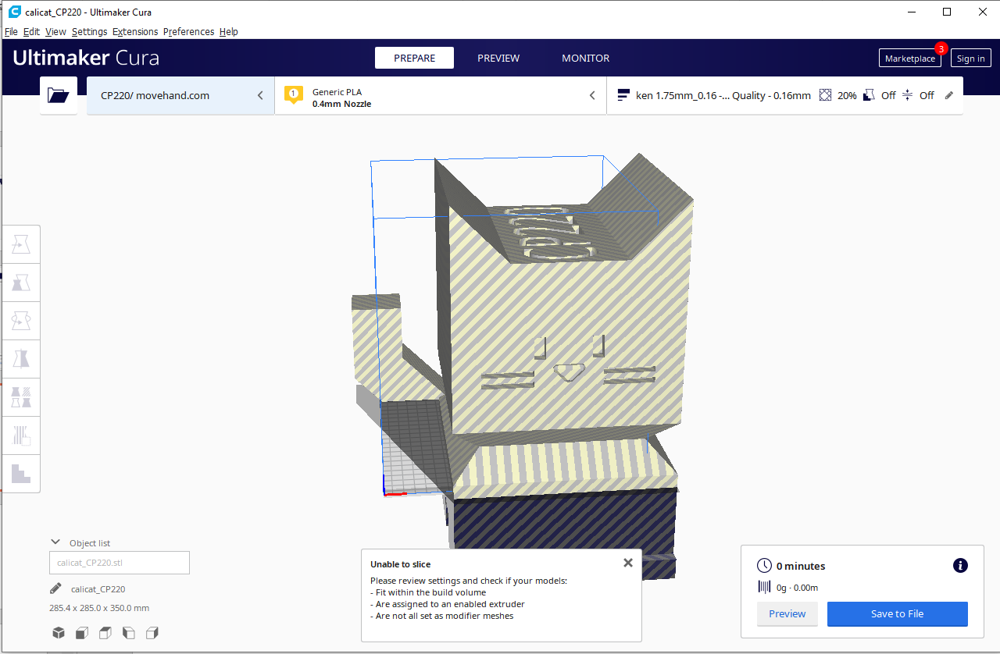 calicat_CP220 - Ultimaker Cura
File Edit View Settings Extensions Preferences Help
Ultimaker Cura
PREPARE
PREVIEW
MONITOR
Marketplace
3
Sign in
CP220/ movehand.com
1
Generic PLA
0.4mm Nozzle
ken 1.75mm_0.16 -... Quality - 0.16mm
20%
Off
Off
Object list
calicat_CP220.stl
calicat_CP220
285.4 x 285.0 x 350.0 mm
Unable to slice
Please review settings and check if your models:
- Fit within the build volume
- Are assigned to an enabled extruder
- Are not all set as modifier meshes
0 minutes
0g · 0.00m
Preview
Save to File